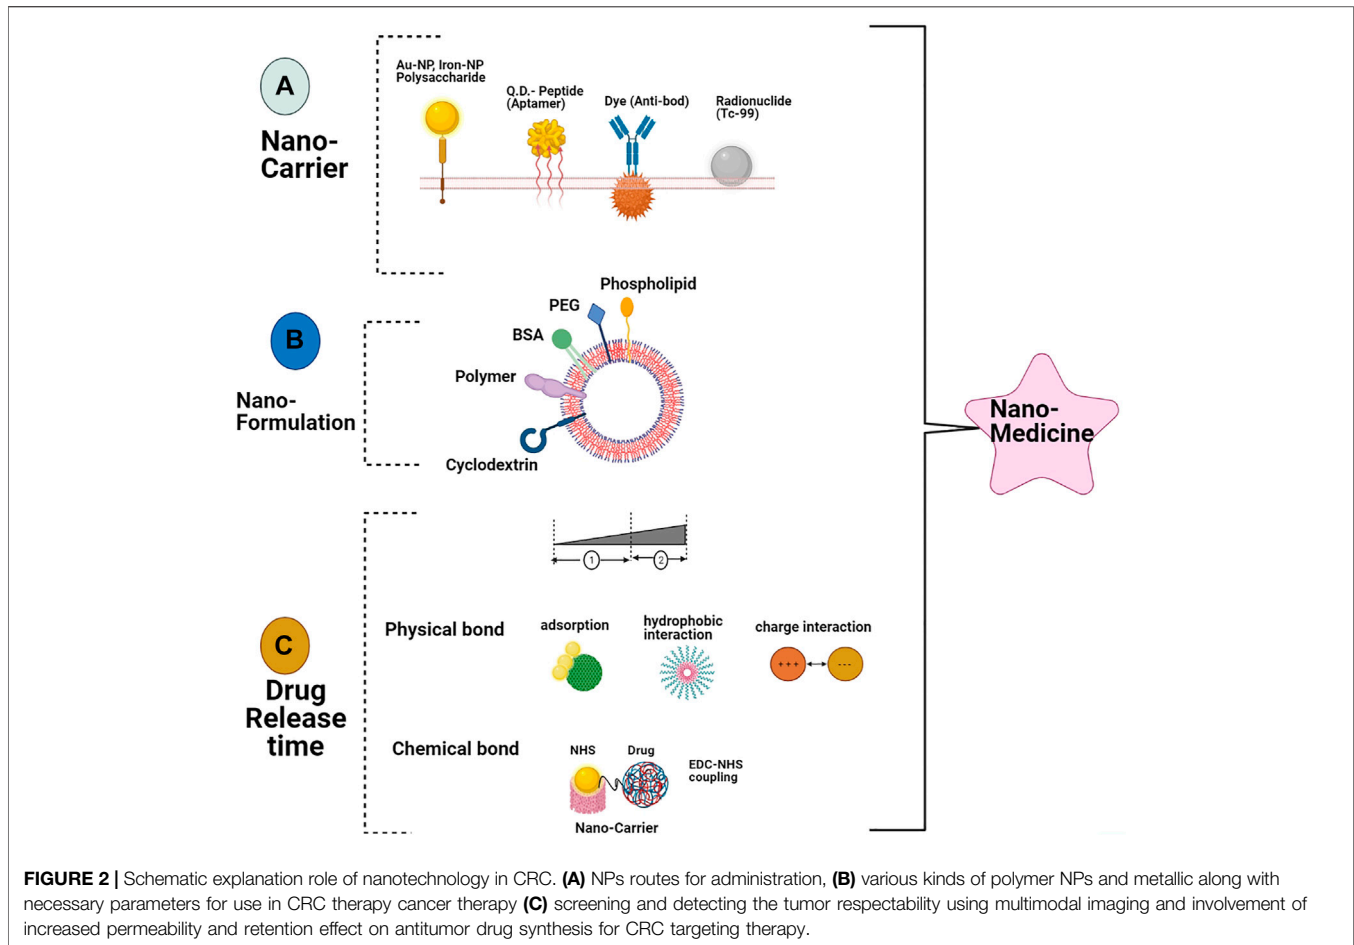 A
Nano-
Carrier
Au-NP, Iron-NP
Polysaccharide
Q.D.- Peptide
(Aptamer)
Dye (Anti-bod)
Radionuclide
(Tc-99)
B
Nano-
Formulation
Phospholipid
PEG
BSA
Polymer
Cyclodextrin
Nano-
Medicine
C
Drug
Release
time
1
2
Physical bond
adsorption
hydrophobic
interaction
charge interaction
+++
---
Chemical bond
NHS
Drug
EDC-NHS
coupling
Nano-Carrier
FIGURE 2 | Schematic explanation role of nanotechnology in CRC. (A) NPs routes for administration, (B) various kinds of polymer NPs and metallic along with
necessary parameters for use in CRC therapy cancer therapy (C) screening and detecting the tumor respectability using multimodal imaging and involvement of
increased permeability and retention effect on antitumor drug synthesis for CRC targeting therapy.